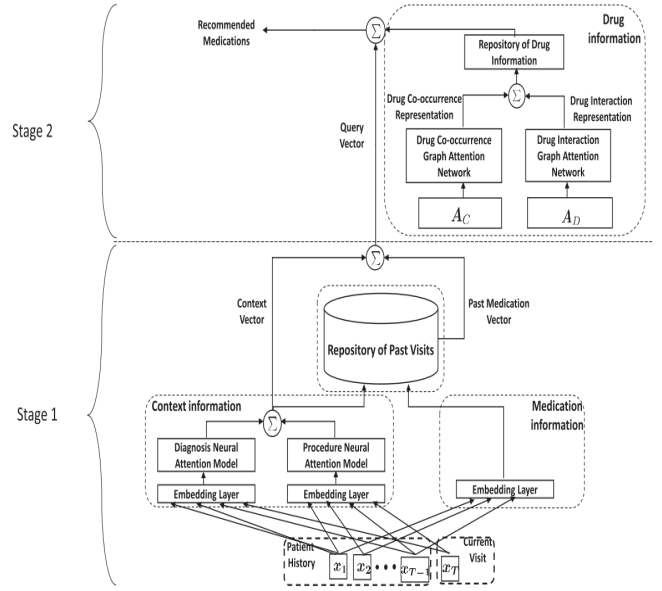 Recommended
Medications
Σ
Drug
information
Repository of Drug
Information
Σ
Drug Co-occurrence
Representation
Drug Interaction
Representation
Stage 2
Query
Vector
Drug Co-occurrence
Graph Attention
Network
Drug Interaction
Graph Attention
Network
A_C
A_D
Σ
Context
Vector
Past Medication
Vector
Repository of Past Visits
Stage 1
Context information
Medication
information
Σ
Diagnosis Neural
Attention Model
Procedure Neural
Attention Model
Embedding Layer
Embedding Layer
Embedding Layer
Patient
History
Current
Visit
x_1 x_2 ••• x_{T-1}
x_T